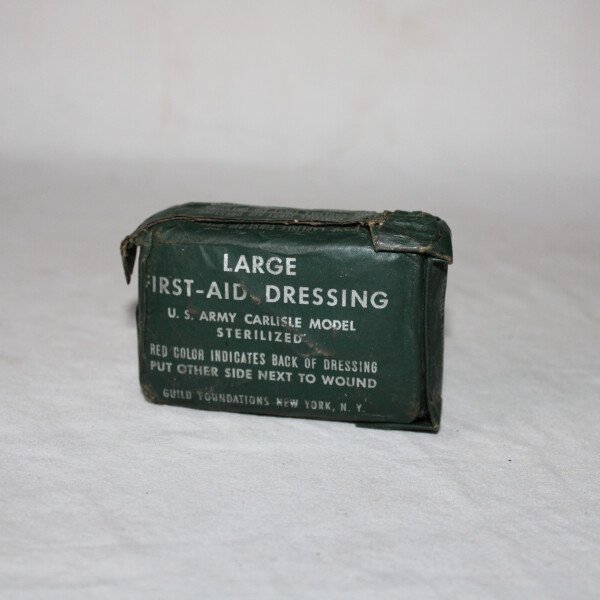 LARGE
FIRST-AID DRESSING
U. S. ARMY CARLISLE MODEL
STERILIZED
RED COLOR INDICATES BACK OF DRESSING
PUT OTHER SIDE NEXT TO WOUND
GUILD FOUNDATIONS NEW YORK, N. Y.